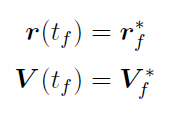 r(t_f) = r_f^*
V(t_f) = V_f^*